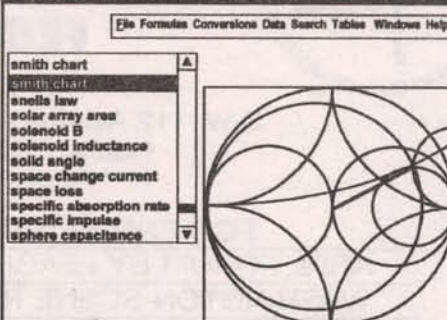 File Formulas Conversions Data Search Tables Windows Help
smith chart
smith chart
snells law
solar array area
solenoid B
solenoid inductance
solid angle
space change current
space loss
specific absorption rate
specific impulse
sphere capacitance